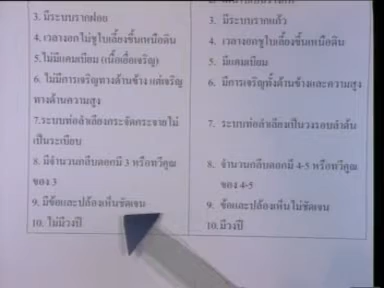 3. มีระบบรากฝอย
4. เวลางอกไม่ชูใบเลี้ยงขึ้นเหนือดิน
5.ไม่มีแคมเบียม (เนื้อเยื่อเจริญ)
6. ไม่มีการเจริญทางด้านข้าง แต่เจริญ
ทางด้านความสูง
7.ระบบท่อลำเลียงกระจัดกระจายไม่
เป็นระเบียบ
8. มีจำนวนกลีบดอกมี 3 หรือทวีคูณ
ของ 3
9. มีข้อและปล้องเห็นชัดเจน
10. ไม่มีวงปี
3. มีระบบรากแก้ว
4. เวลางอกชูใบเลี้ยงขึ้นเหนือดิน
5. มีแคมเบียม
6. มีการเจริญทั้งด้านข้างและความสูง
7. ระบบท่อลำเลียงเป็นวงรอบลำต้น
8. จำนวนกลีบดอกมี 4-5 หรือทวีคูณ
ของ 4-5
9. ข้อและปล้องเห็นไม่ชัดเจน
10. มีวงปี